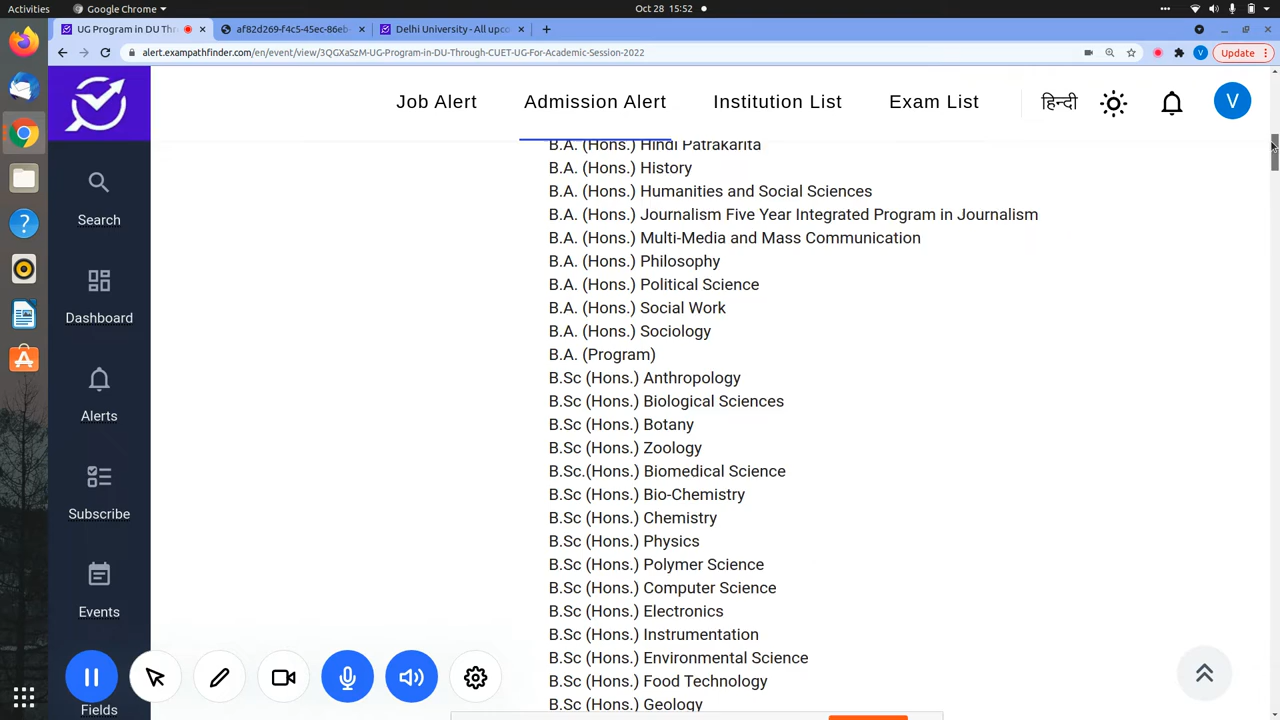 Activities
Google Chrome
Oct 28 15:52
UG Program in DU Thr
af82d269-f4c5-45ec-86eb-
Delhi University - All upco
alert.exampathfinder.com/en/event/view/3QGXaSzM-UG-Program-in-DU-Through-CUET-UG-For-Academic-Session-2022
V
Update
Job Alert
Admission Alert
Institution List
Exam List
हिन्दी
V
Search
Dashboard
Alerts
Subscribe
Events
Fields
B.A. (Hons.) Hindi Patrakarita
B.A. (Hons.) History
B.A. (Hons.) Humanities and Social Sciences
B.A. (Hons.) Journalism Five Year Integrated Program in Journalism
B.A. (Hons.) Multi-Media and Mass Communication
B.A. (Hons.) Philosophy
B.A. (Hons.) Political Science
B.A. (Hons.) Social Work
B.A. (Hons.) Sociology
B.A. (Program)
B.Sc (Hons.) Anthropology
B.Sc (Hons.) Biological Sciences
B.Sc (Hons.) Botany
B.Sc (Hons.) Zoology
B.Sc.(Hons.) Biomedical Science
B.Sc (Hons.) Bio-Chemistry
B.Sc (Hons.) Chemistry
B.Sc (Hons.) Physics
B.Sc (Hons.) Polymer Science
B.Sc (Hons.) Computer Science
B.Sc (Hons.) Electronics
B.Sc (Hons.) Instrumentation
B.Sc (Hons.) Environmental Science
B.Sc (Hons.) Food Technology
B.Sc (Hons.) Geology